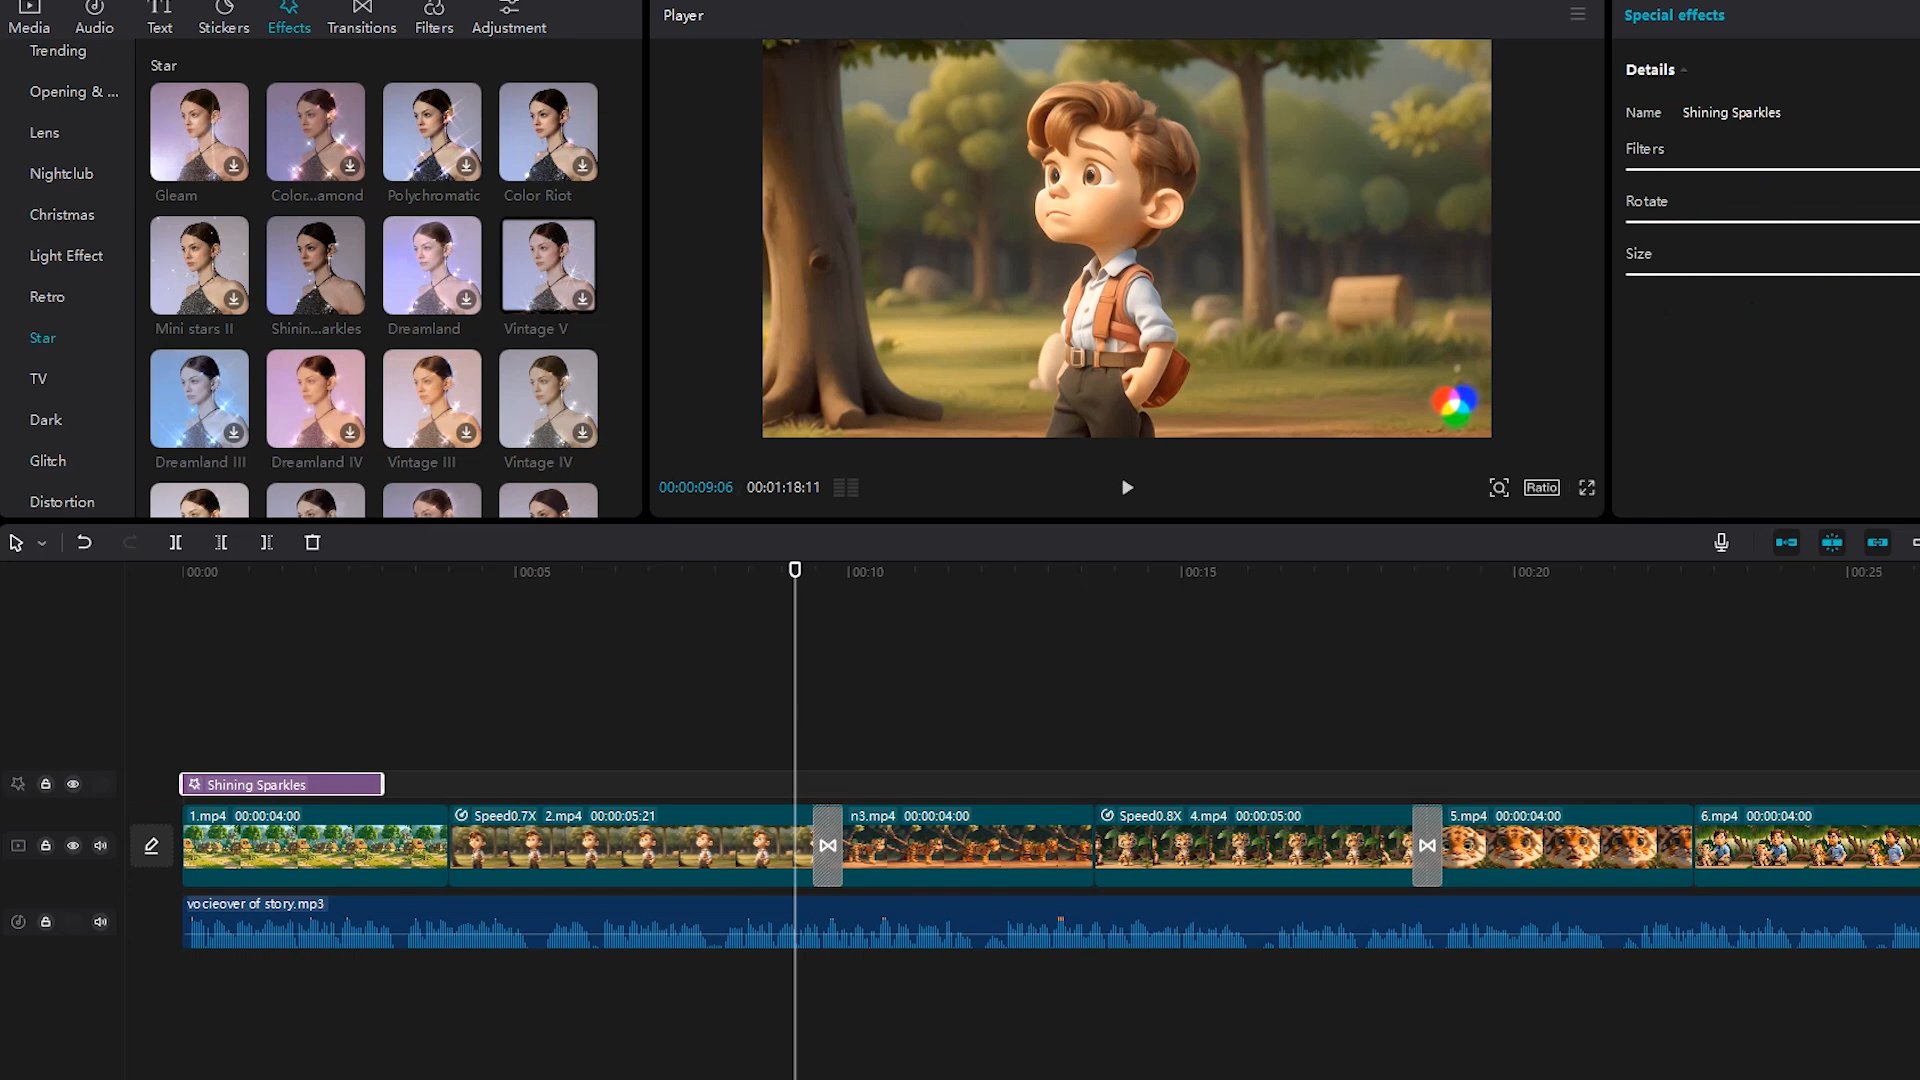 Media Audio Text Stickers Effects Transitions Filters Adjustment
Trending
Opening & ...
Lens
Nightclub
Christmas
Light Effect
Retro
Star
TV
Dark
Glitch
Distortion
Star
Gleam Color...amond Polychromatic Color Riot
Mini stars II Shinin...arkles Dreamland Vintage V
Dreamland III Dreamland IV Vintage III Vintage IV
Player
00:00:09:06 00:01:18:11
Ratio
Special effects
Details
Name Shining Sparkles
Filters
Rotate
Size
00:00 00:05 00:10 00:15 00:20 00:25
Shining Sparkles
1.mp4 00:00:04:00 Speed0.7X 2.mp4 00:00:05:21 n3.mp4 00:00:04:00 Speed0.8X 4.mp4 00:00:05:00 5.mp4 00:00:04:00 6.mp4 00:00:04:00
vocieover of story.mp3